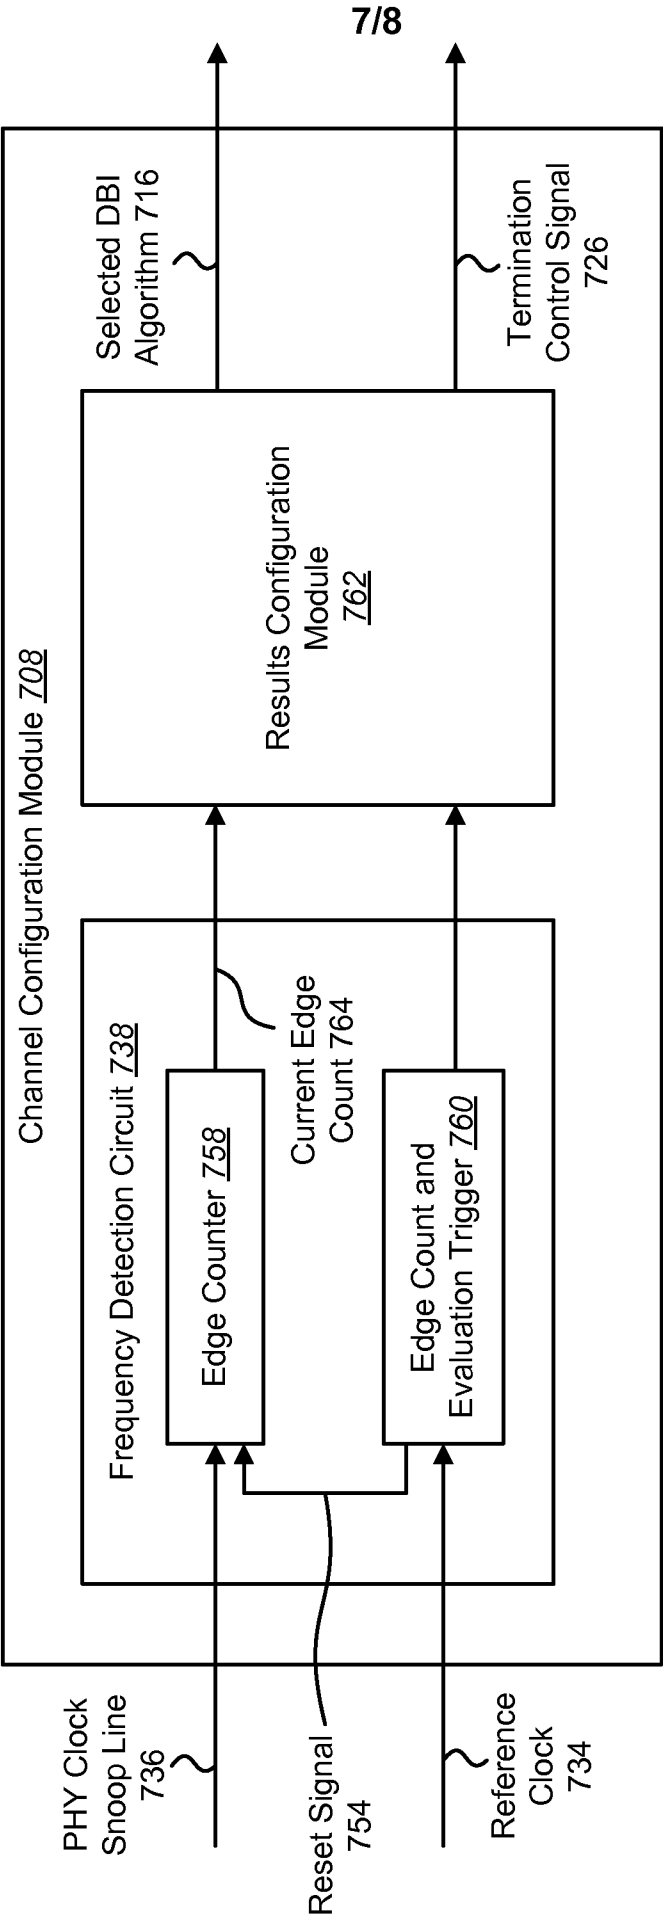 7/8
Channel Configuration Module 708
Frequency Detection Circuit 738
PHY Clock
Snoop Line
736
Edge Counter 758
Current Edge
Count 764
Reset Signal
754
Edge Count and
Evaluation Trigger 760
Reference
Clock
734
Results Configuration
Module
762
Selected DBI
Algorithm 716
Termination
Control Signal
726